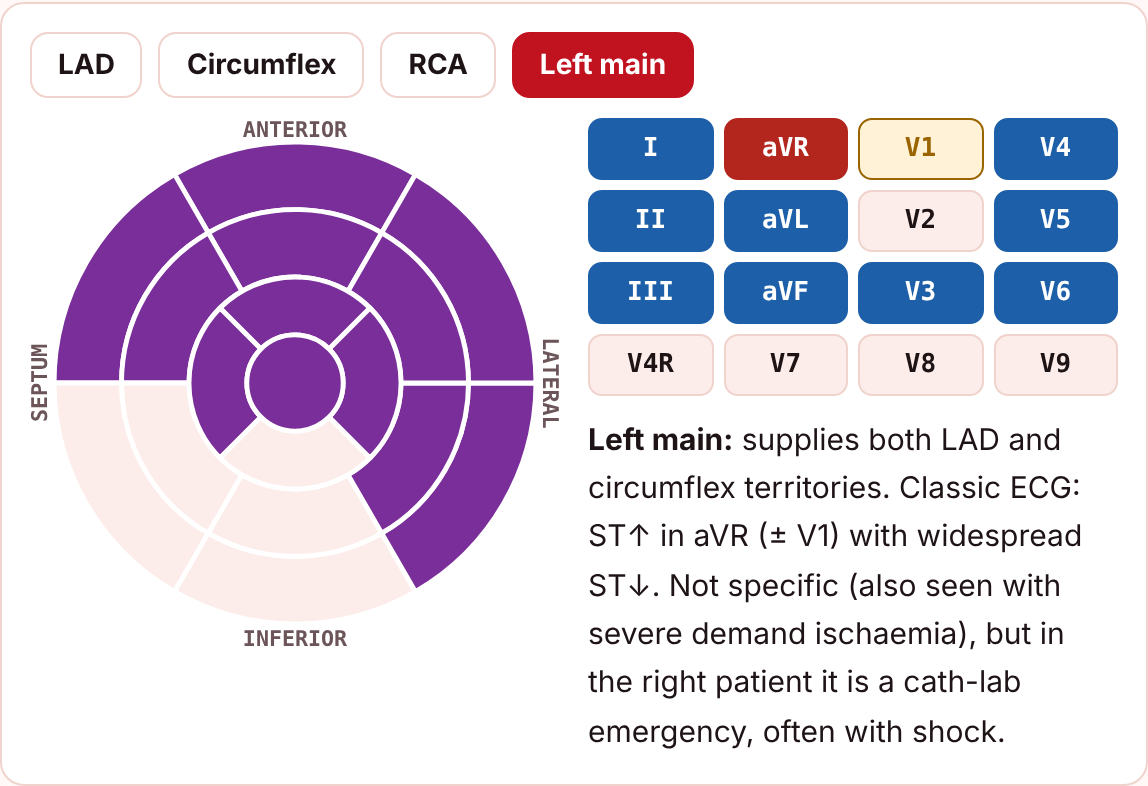 LAD
Circumflex
RCA
Left main
ANTERIOR
SEPTUM
LATERAL
INFERIOR
I
aVR
V1
V4
II
aVL
V2
V5
III
aVF
V3
V6
V4R
V7
V8
V9
Left main: supplies both LAD and
circumflex territories. Classic ECG:
ST↑ in aVR (± V1) with widespread
ST↓. Not specific (also seen with
severe demand ischaemia), but in
the right patient it is a cath-lab
emergency, often with shock.